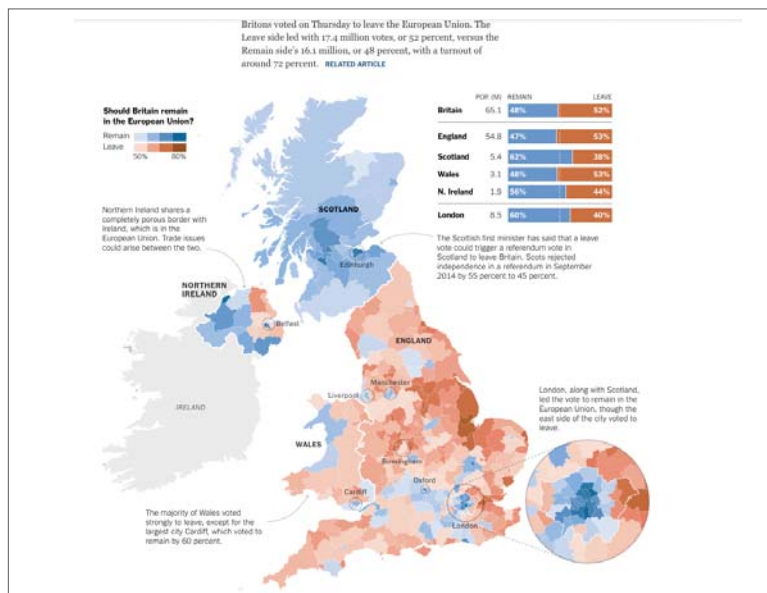 Britons voted on Thursday to leave the European Union. The
Leave side led with 17.4 million votes, or 52 percent, versus the
Remain side's 16.1 million, or 48 percent, with a turnout of
around 72 percent. RELATED ARTICLE
Should Britain remain
in the European Union?
Remain
Leave
50% 80%
POP. (M) REMAIN LEAVE
Britain 65.1 48% 52%
England 54.8 47% 53%
Scotland 5.4 62% 38%
Wales 3.1 48% 53%
N. Ireland 1.9 56% 44%
London 8.5 60% 40%
Northern Ireland shares a
completely porous border with
Ireland, which is in the
European Union. Trade issues
could arise between the two.
SCOTLAND
Edinburgh
The Scottish first minister has said that a leave
vote could trigger a referendum vote in
Scotland to leave Britain. Scots rejected
independence in a referendum in September
2014 by 55 percent to 45 percent.
NORTHERN
IRELAND
Belfast
ENGLAND
IRELAND
Manchester
Liverpool
London, along with Scotland,
led the vote to remain in the
European Union, though the
east side of the city voted to
leave.
WALES
Birmingham
Oxford
Cardiff
London
The majority of Wales voted
strongly to leave, except for the
largest city Cardiff, which voted to
remain by 60 percent.